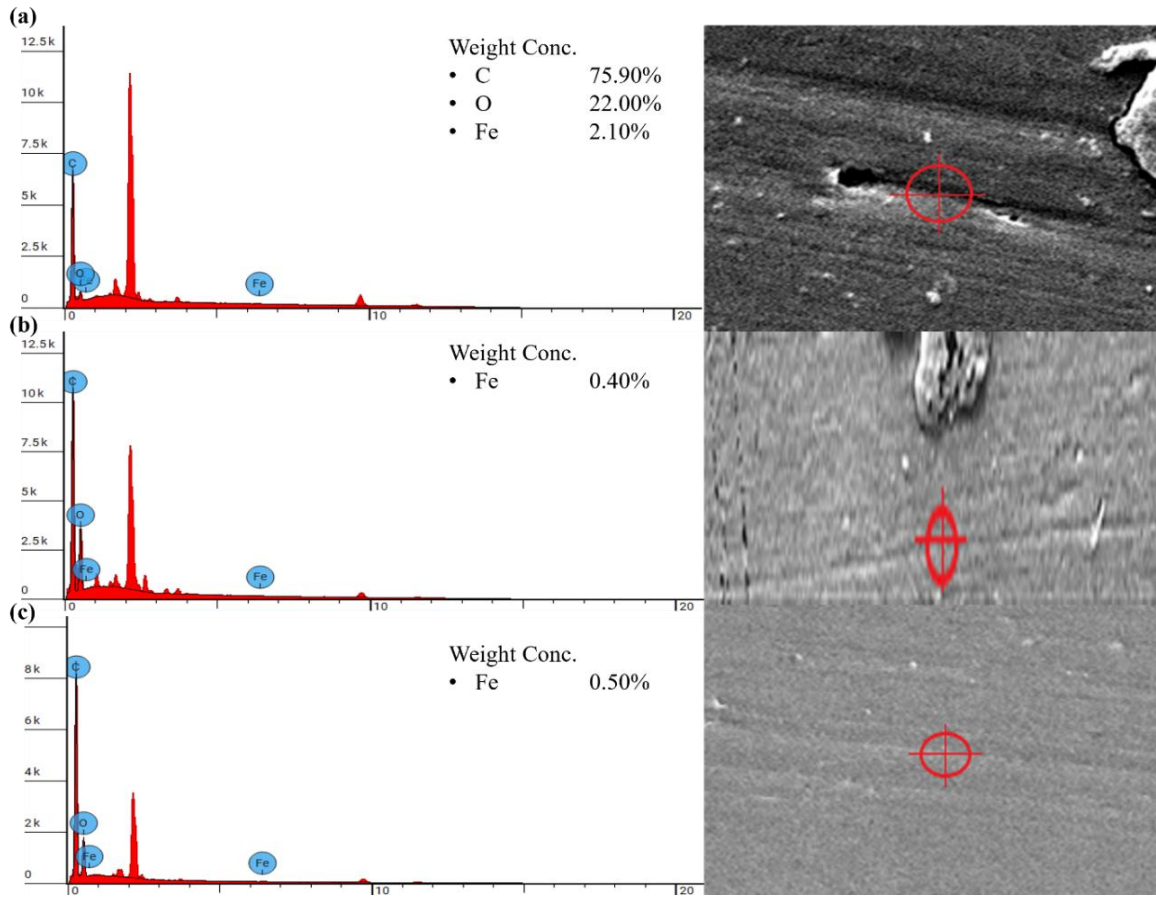 (a)
12.5k
10k
7.5k
5k
2.5k
0
C
O
Fe
0
10
20
Weight Conc.
• C 75.90%
• O 22.00%
• Fe 2.10%
(b)
12.5k
10k
7.5k
5k
2.5k
0
C
O
Fe
Fe
0
10
20
Weight Conc.
• Fe 0.40%
(c)
8k
6k
4k
2k
0
C
O
Fe
Fe
0
10
20
Weight Conc.
• Fe 0.50%